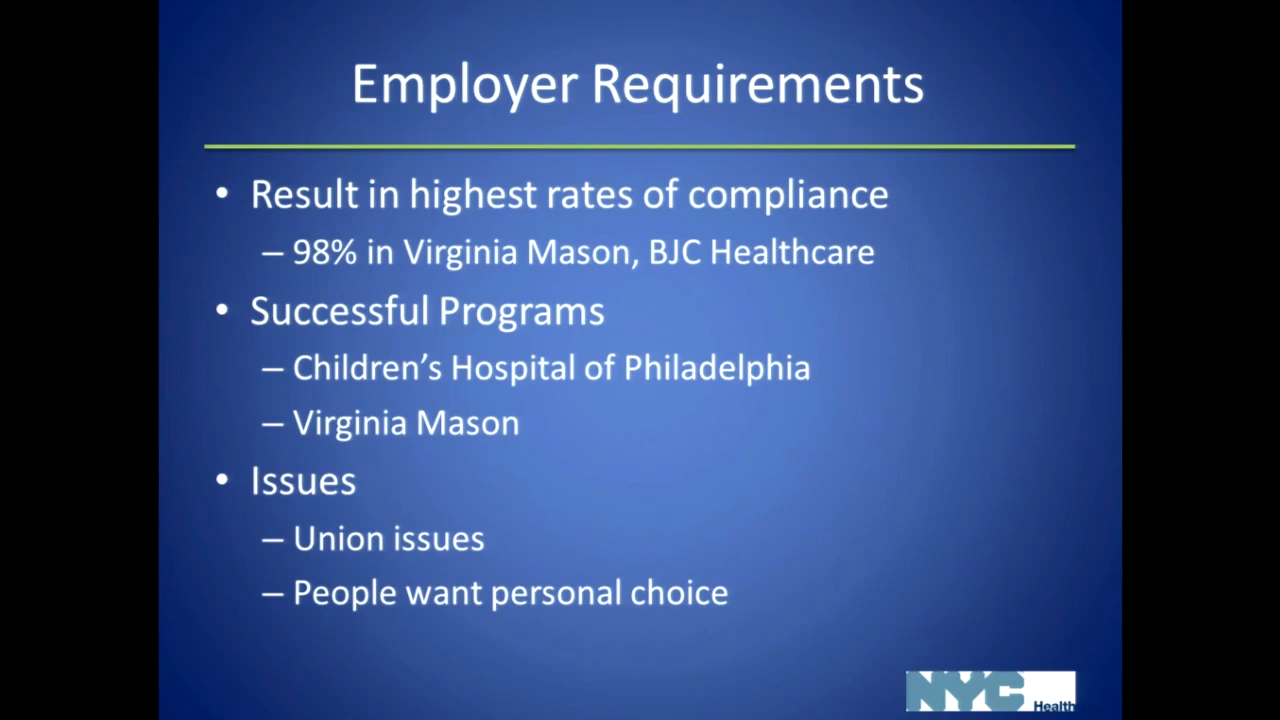 Employer Requirements
• Result in highest rates of compliance
– 98% in Virginia Mason, BJC Healthcare
• Successful Programs
– Children’s Hospital of Philadelphia
– Virginia Mason
• Issues
– Union issues
– People want personal choice
NYC
Health